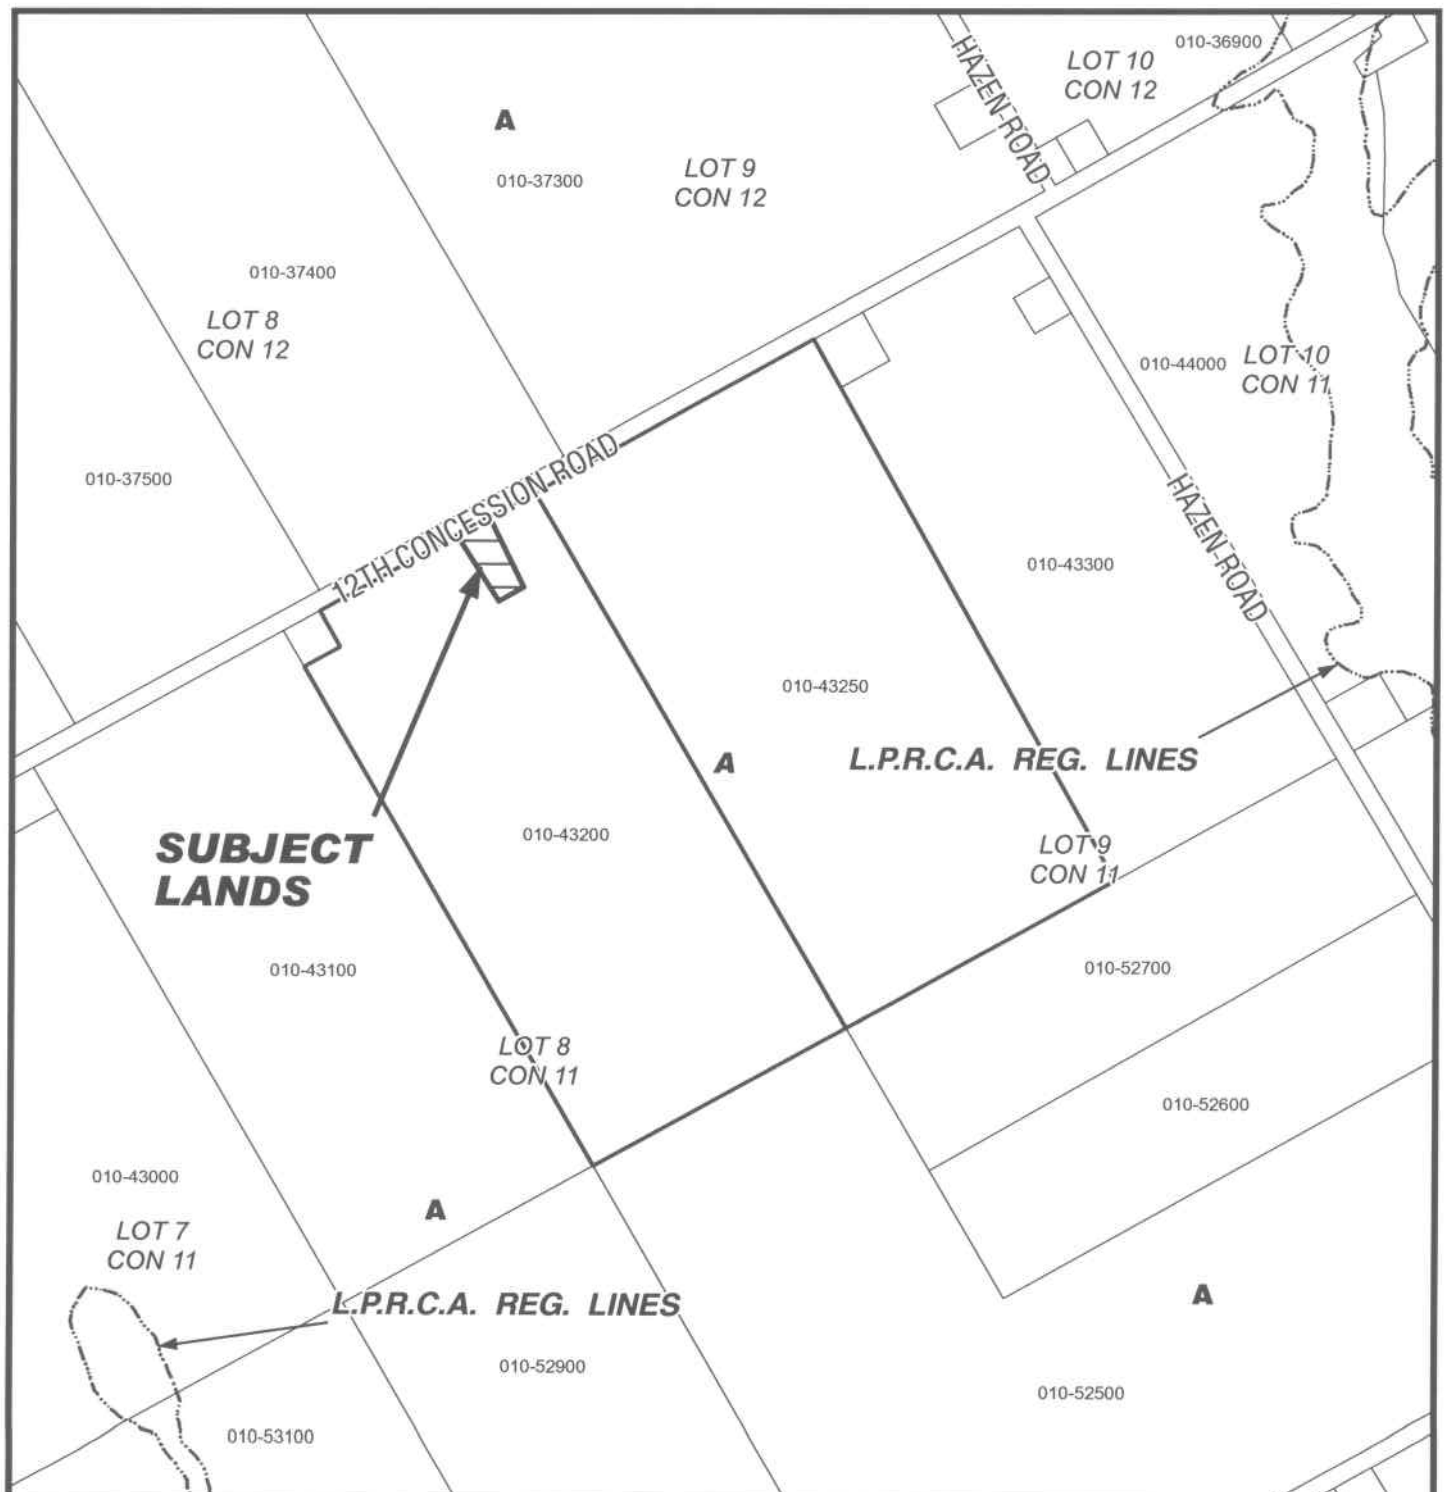 010-36900
HAZEN ROAD
LOT 10
CON 12
A
010-37300
LOT 9
CON 12
010-37400
LOT 8
CON 12
010-44000
LOT 10
CON 11
010-37500
12TH CONCESSION ROAD
HAZEN ROAD
010-43300
010-43250
A
L.P.R.C.A. REG. LINES
SUBJECT
LANDS
010-43200
LOT 9
CON 11
010-43100
010-52700
LOT 8
CON 11
010-52600
010-43000
A
LOT 7
CON 11
L.P.R.C.A. REG. LINES
A
010-52900
010-52500
010-53100